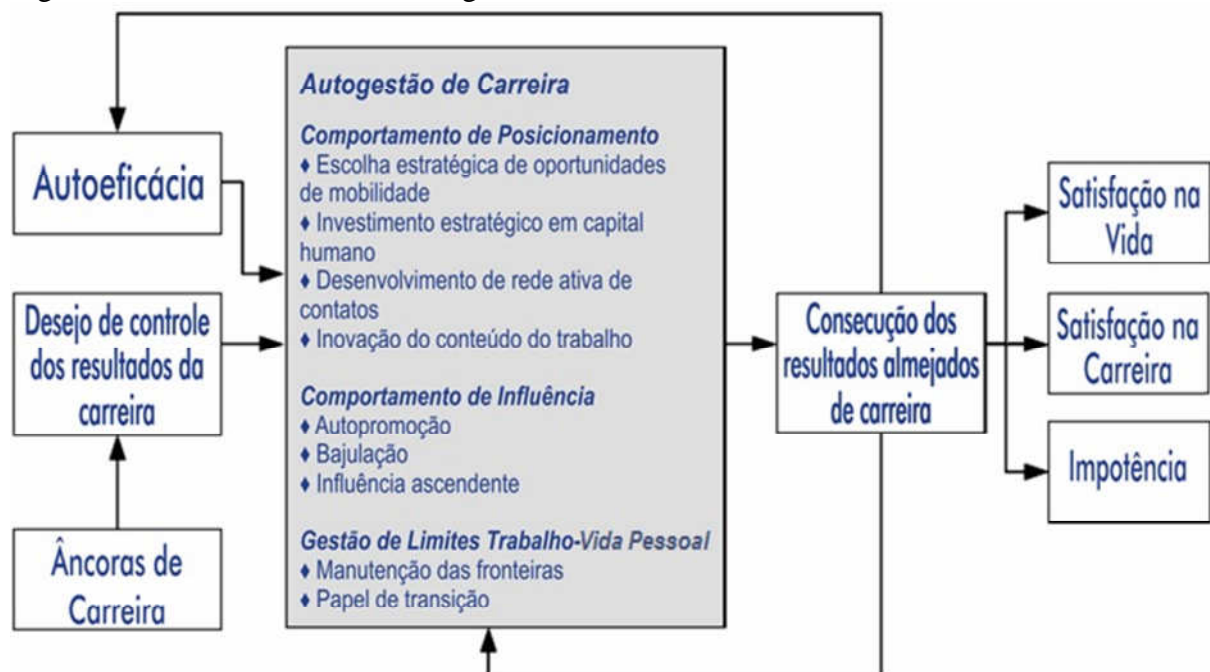 Autogestão de Carreira
Comportamento de Posicionamento
♦ Escolha estratégica de oportunidades
de mobilidade
♦ Investimento estratégico em capital
humano
♦ Desenvolvimento de rede ativa de
contatos
♦ Inovação do conteúdo do trabalho
Comportamento de Influência
♦ Autopromoção
♦ Bajulação
♦ Influência ascendente
Gestão de Limites Trabalho-Vida Pessoal
♦ Manutenção das fronteiras
♦ Papel de transição
Autoeficácia
Desejo de controle
dos resultados da
carreira
Âncoras de
Carreira
Consecução dos
resultados almejados
de carreira
Satisfação na
Vida
Satisfação na
Carreira
Impotência